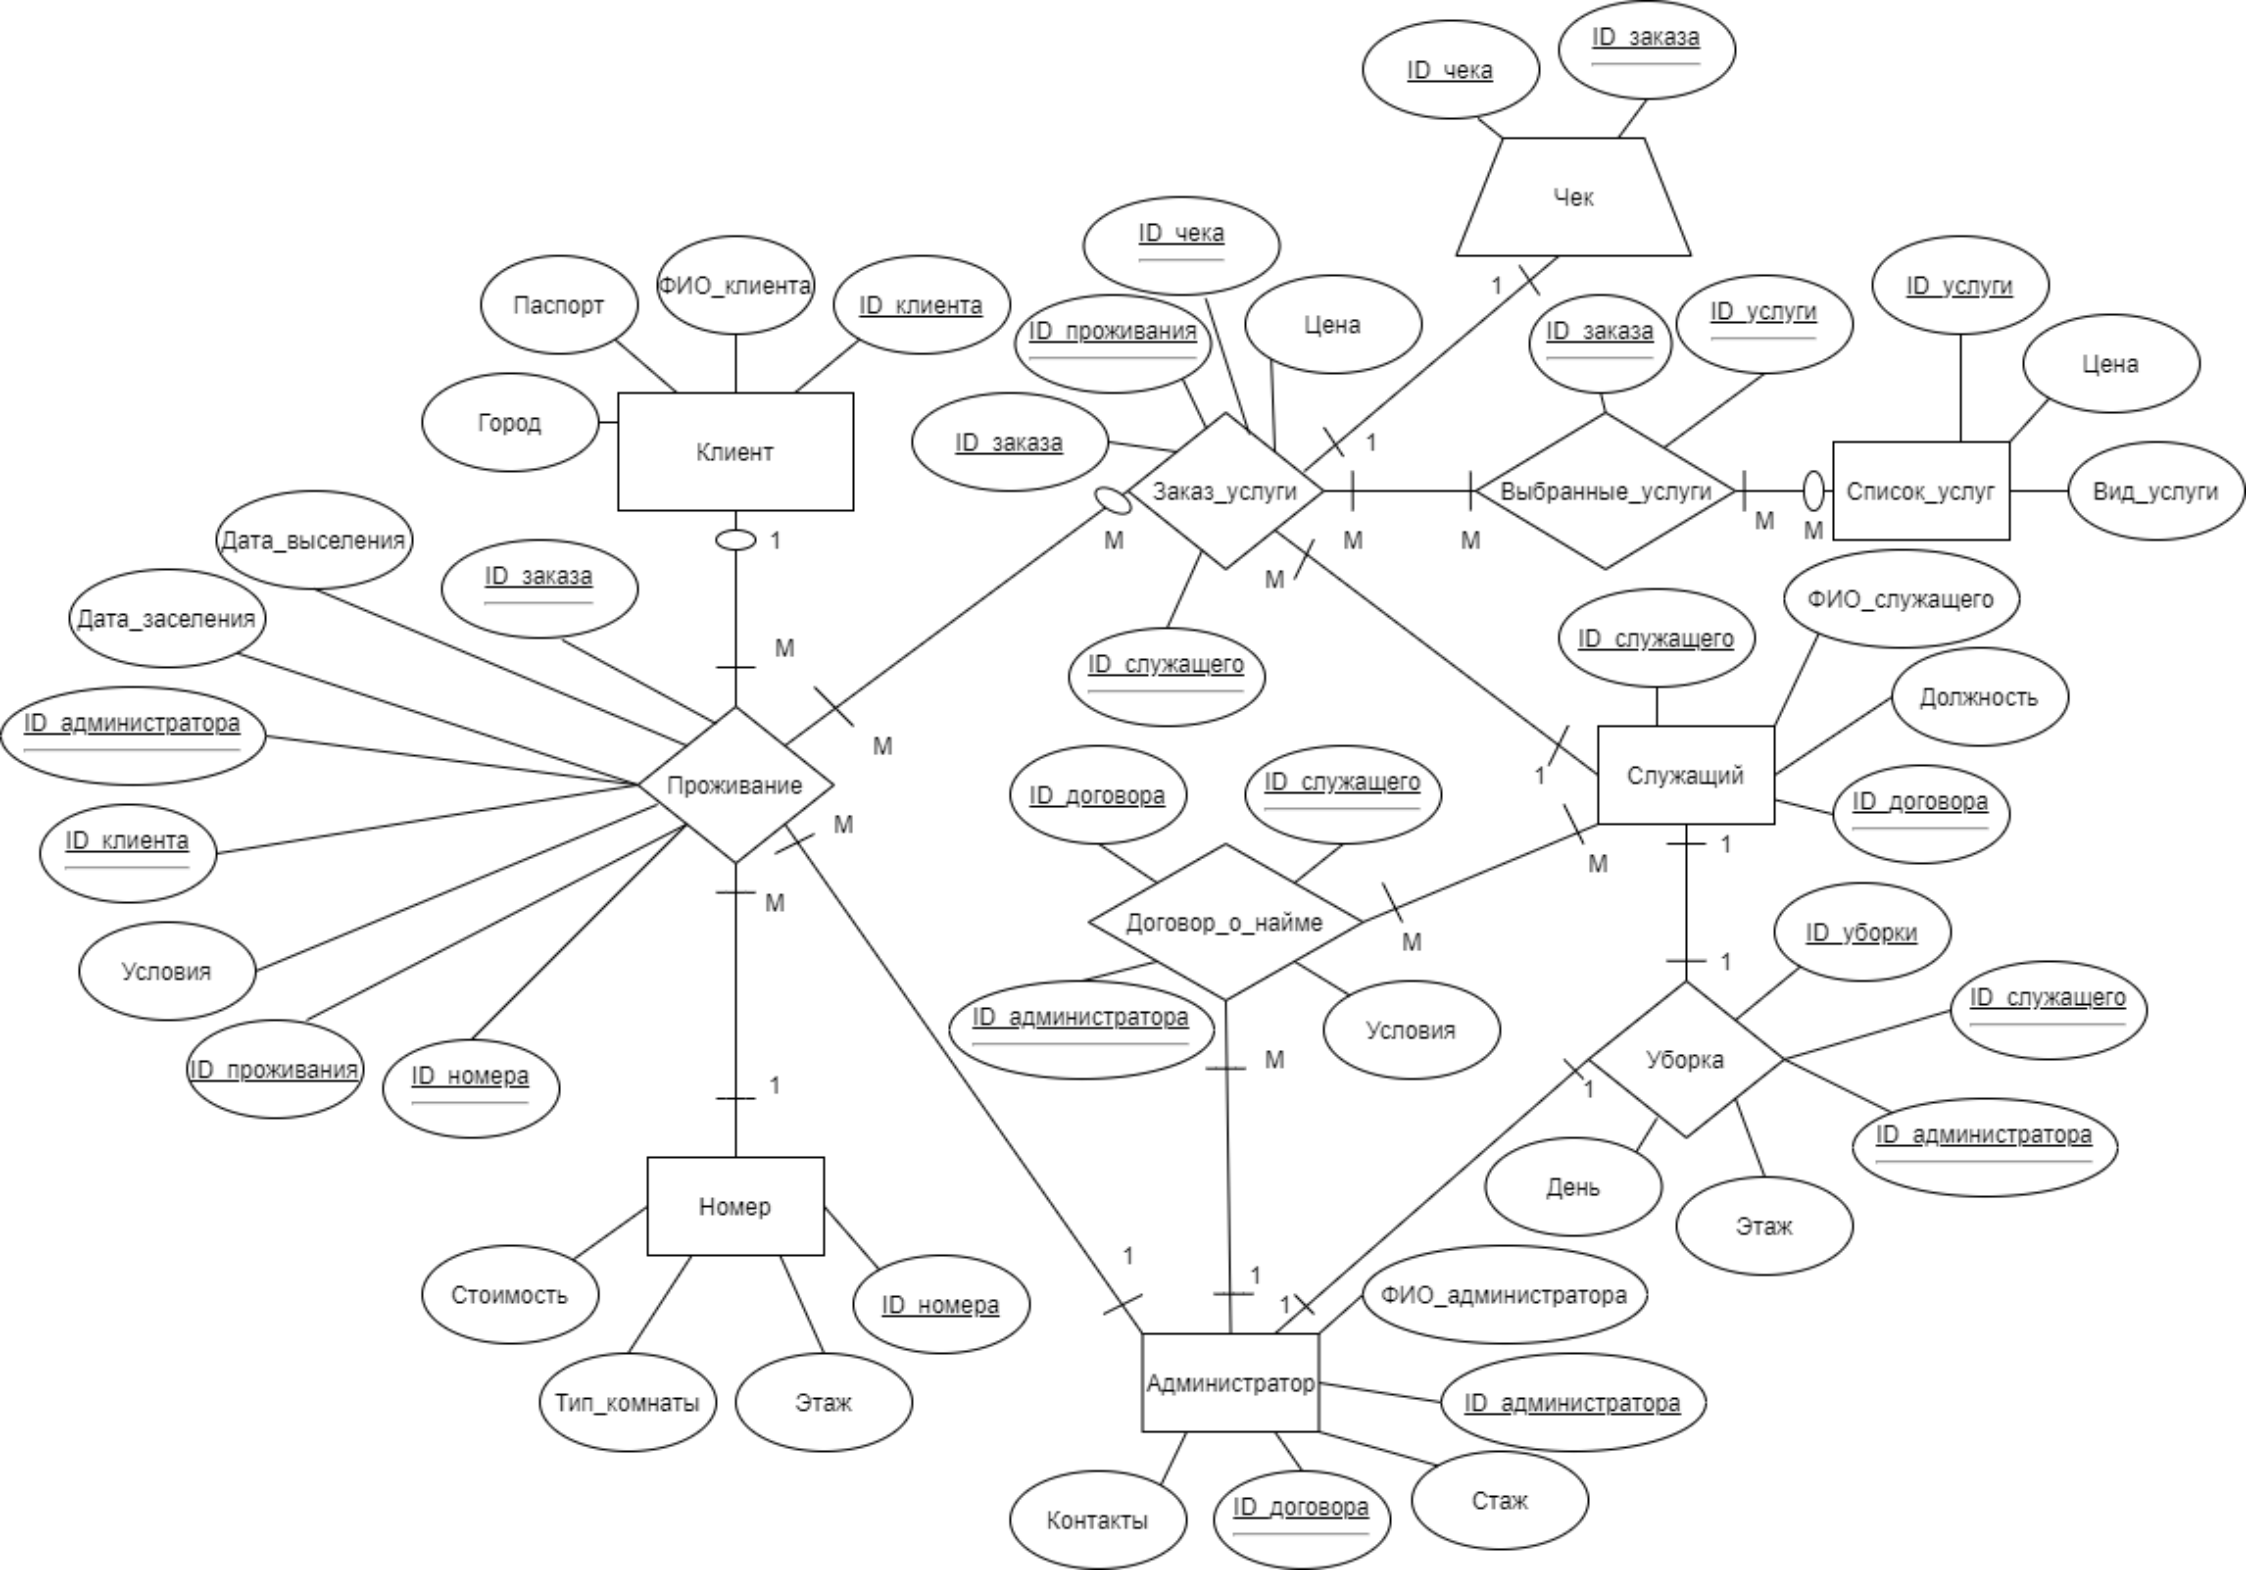 ID_заказа
ID_чека
Чек
ID_чека
1
ФИО_клиента
Паспорт
ID_клиента
ID_проживания
Цена
ID_заказа
ID_услуги
ID_услуги
Цена
Город
Клиент
ID_заказа
1
Заказ_услуги
Выбранные_услуги
Список_услуг
Вид_услуги
M
M
M
M
M
Дата_выселения
1
ID_заказа
M
Дата_заселения
M
ID_служащего
ID_служащего
ФИО_служащего
Должность
ID_администратора
M
Проживание
1
Служащий
ID_договора
ID_служащего
ID_договора
M
M
1
ID_клиента
M
Договор_о_найме
M
ID_уборки
1
Условия
ID_администратора
Условия
ID_служащего
ID_проживания
ID_номера
1
M
1
Уборка
ID_администратора
День
Этаж
Номер
1
1
1
Стоимость
ID_номера
ФИО_администратора
Тип_комнаты
Этаж
Администратор
ID_администратора
Контакты
ID_договора
Стаж